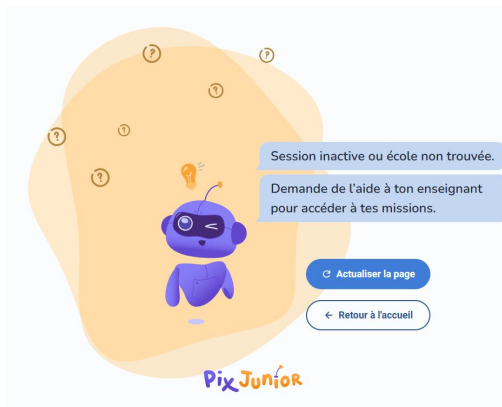 Session inactive ou école non trouvée.
Demande de l'aide à ton enseignant
pour accéder à tes missions.
Actualiser la page
Retour à l'accueil
Pix Junior